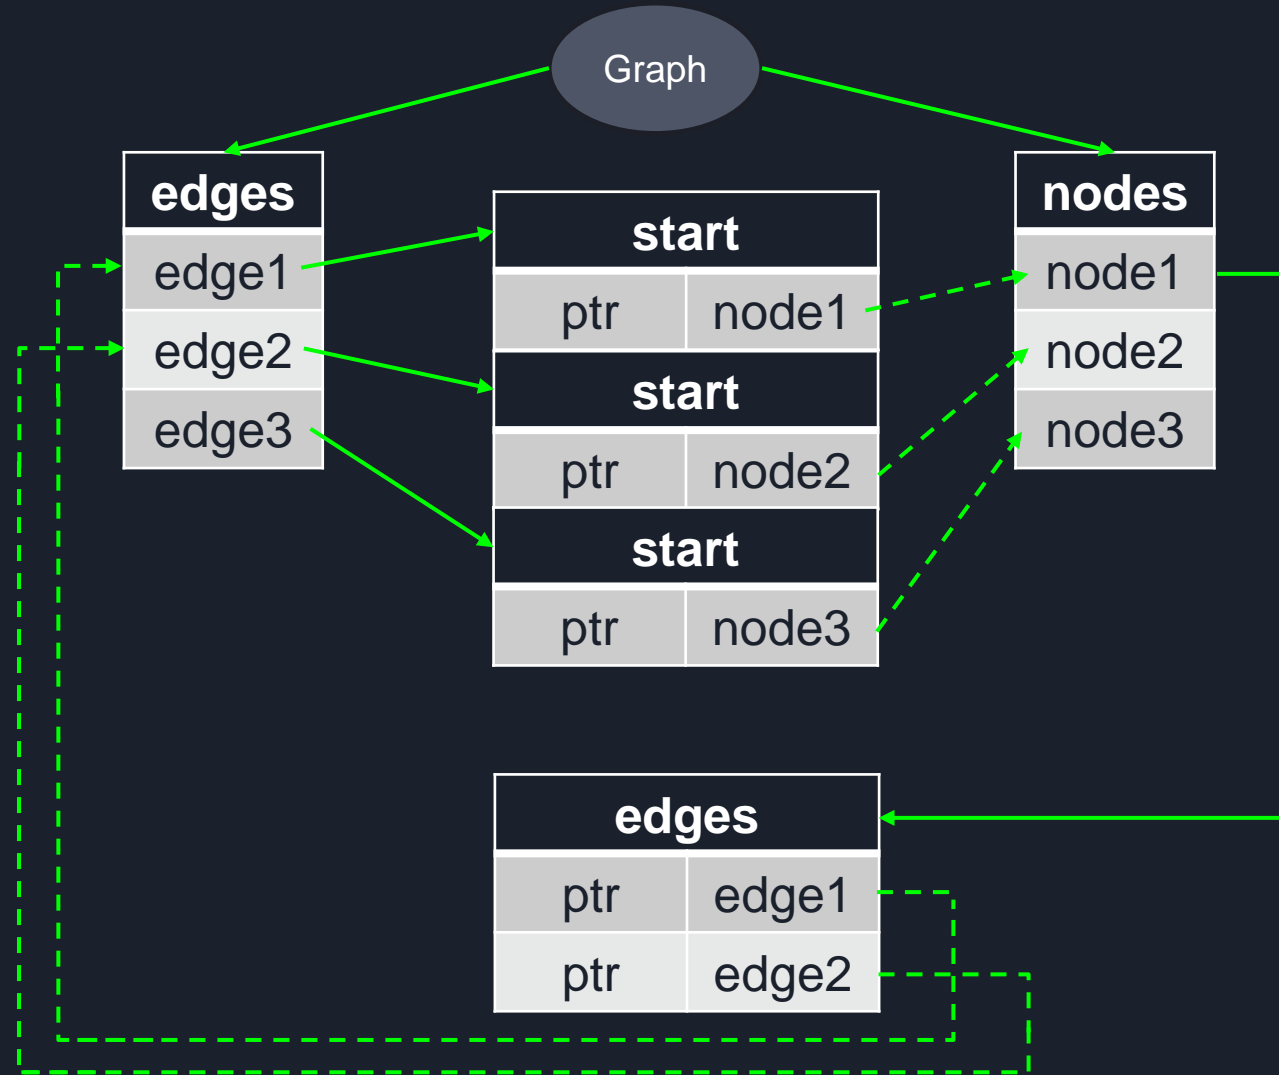 Graph
edges
edge1
edge2
edge3
start
ptr node1
start
ptr node2
start
ptr node3
nodes
node1
node2
node3
edges
ptr edge1
ptr edge2